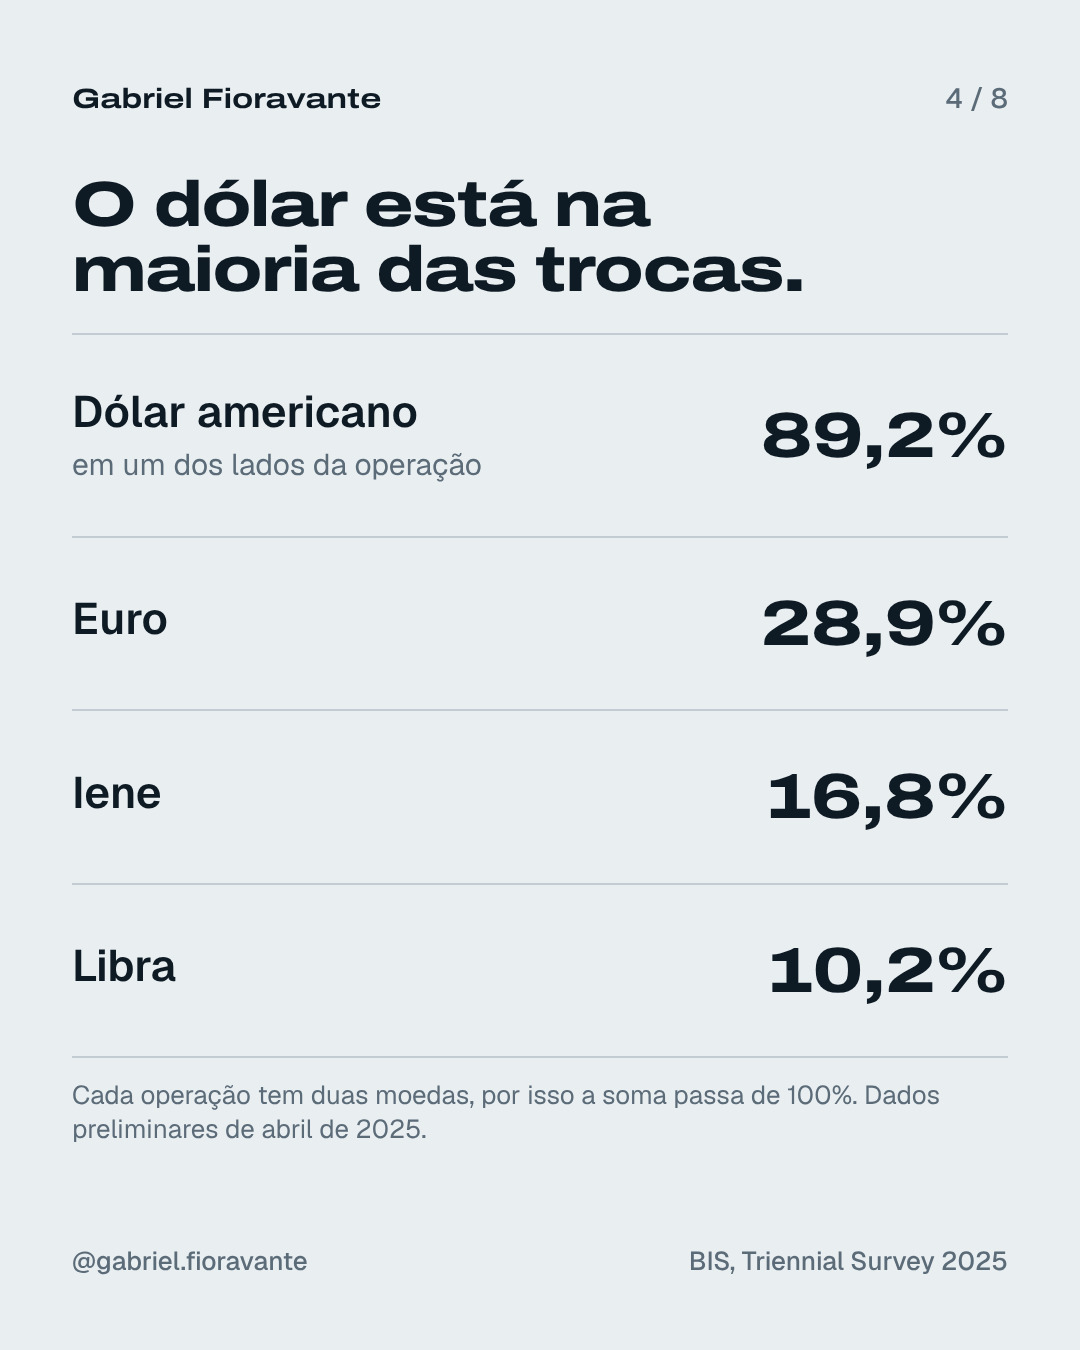 Gabriel Fioravante
4 / 8
O dólar está na
maioria das trocas.
Dólar americano
em um dos lados da operação
89,2%
Euro
28,9%
Iene
16,8%
Libra
10,2%
Cada operação tem duas moedas, por isso a soma passa de 100%. Dados
preliminares de abril de 2025.
@gabriel.fioravante
BIS, Triennial Survey 2025